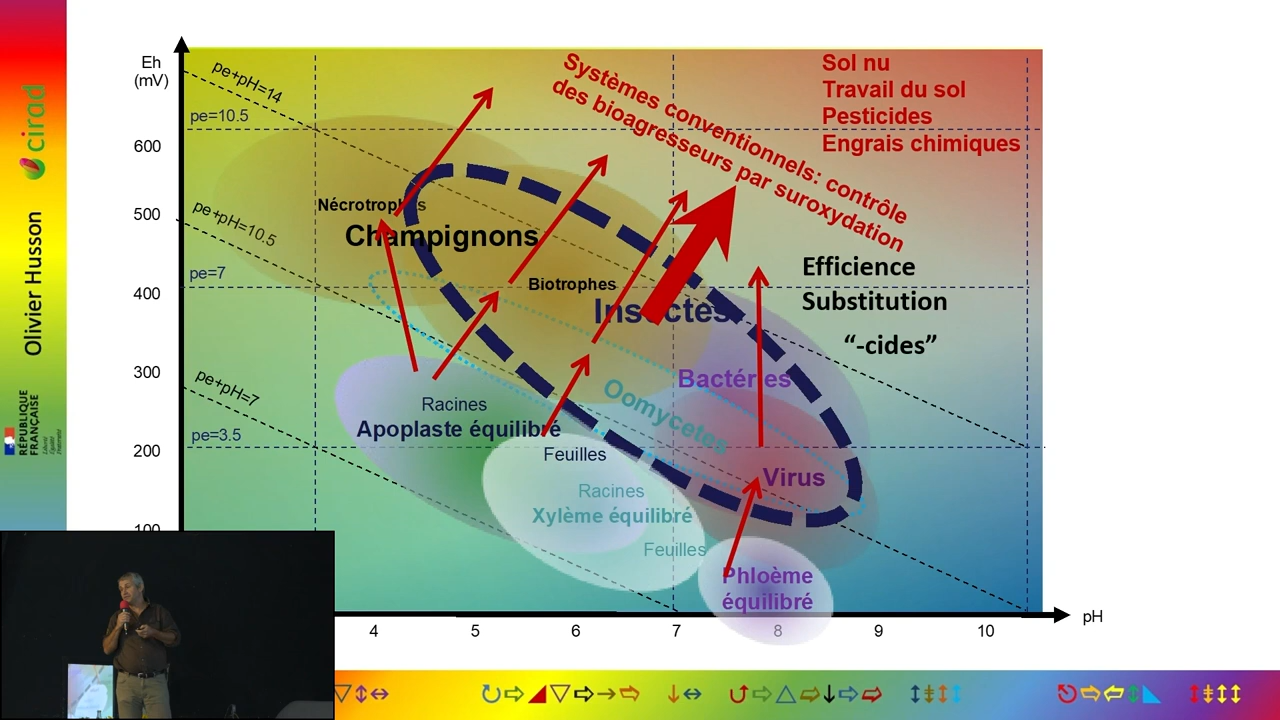 Eh
(mV)
pe+pH=14
pe=10.5
600
500
pe+pH=10.5
pe=7
400
300
pe+pH=7
pe=3.5
200
100
Systèmes conventionnels: contrôle
des bioagresseurs par suroxydation
Sol nu
Travail du sol
Pesticides
Engrais chimiques
Nécrotrophes
Champignons
Biotrophes
Insectes
Efficience
Substitution
“-cides”
Bactéries
Oomycetes
Racines
Apoplaste équilibré
Feuilles
Virus
Racines
Xylème équilibré
Feuilles
Phloème
équilibré
4
5
6
7
8
9
10
pH
cirad
Olivier Husson
RÉPUBLIQUE
FRANÇAISE
Liberté
Égalité
Fraternité